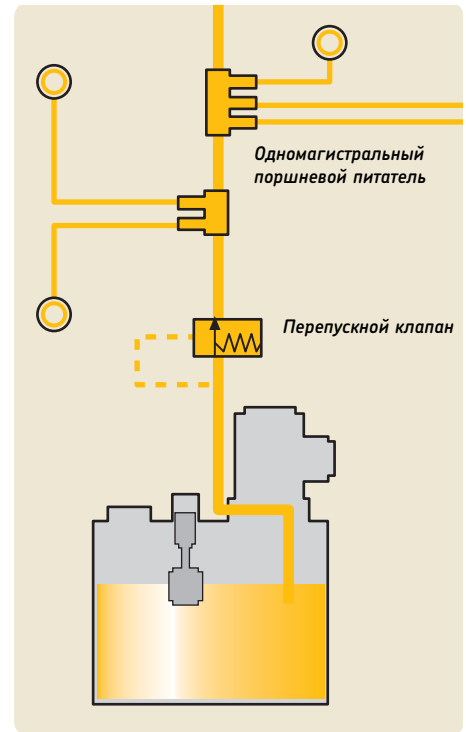 Одномагистральный
поршневой питатель
Перепускной клапан